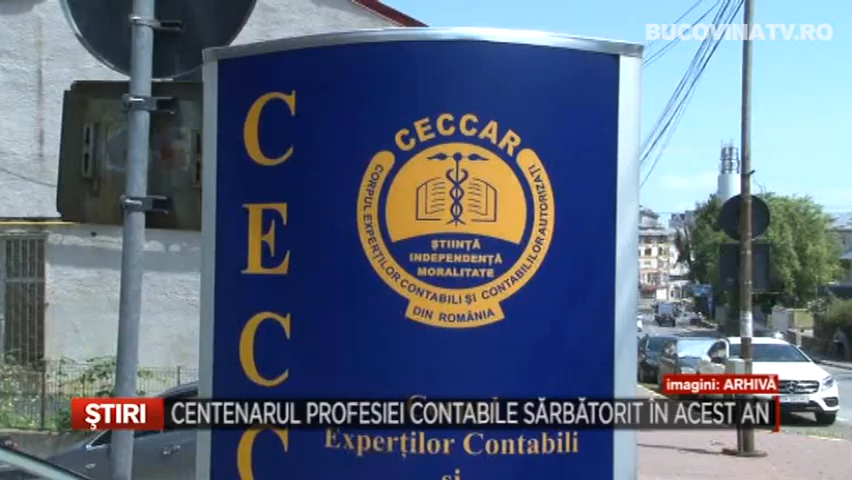 BUCOVINATV.RO
C
E
C
C
CECCAR
CORPUL EXPERȚILOR CONTABILI ȘI CONTABILILOR AUTORIZAȚI
DIN ROMÂNIA
ȘTIINȚĂ
INDEPENDENȚĂ
MORALITATE
imagini: ARHIVĂ
ȘTIRI
CENTENARUL PROFESIEI CONTABILE SĂRBĂTORIT ÎN ACEST AN
Experților Contabili
și